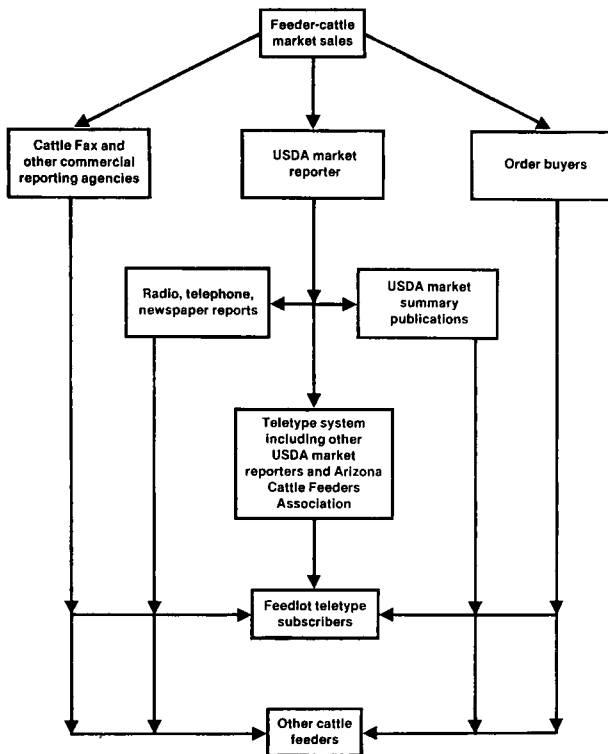 Feeder-cattle
market sales
Cattle Fax and
other commercial
reporting agencies
USDA market
reporter
Order buyers
Radio, telephone,
newspaper reports
USDA market
summary
publications
Teletype system
including other
USDA market
reporters and Arizona
Cattle Feeders
Association
Feedlot teletype
subscribers
Other cattle
feeders